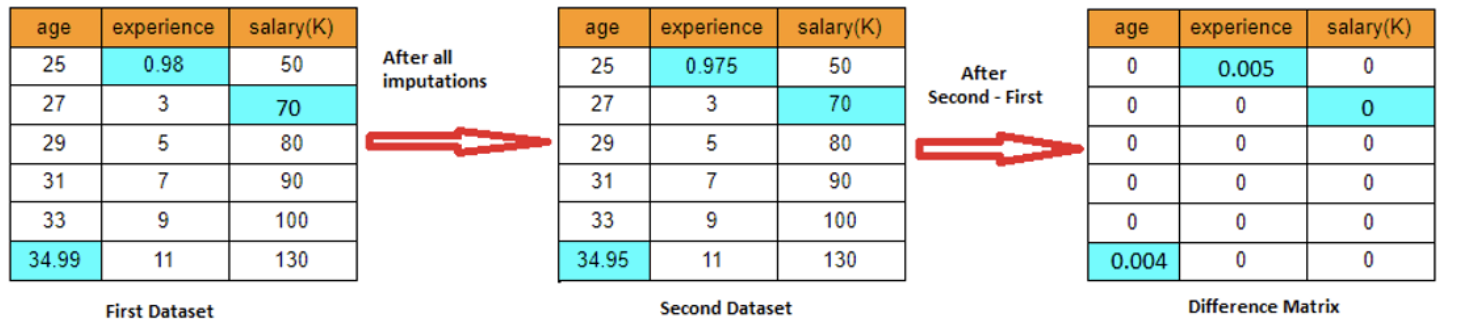 age experience salary(K)
25 0.98 50
27 3 70
29 5 80
31 7 90
33 9 100
34.99 11 130
First Dataset
After all
imputations
age experience salary(K)
25 0.975 50
27 3 70
29 5 80
31 7 90
33 9 100
34.95 11 130
Second Dataset
After
Second - First
age experience salary(K)
0 0.005 0
0 0 0
0 0 0
0 0 0
0 0 0
0.004 0 0
Difference Matrix